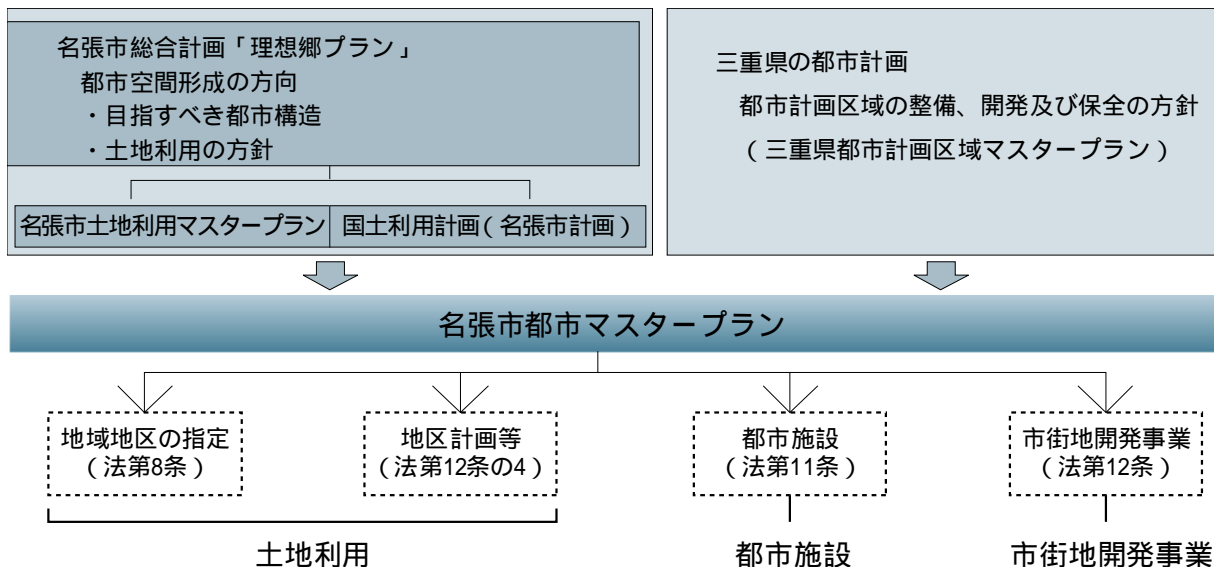 名張市総合計画「理想郷プラン」
都市空間形成の方向
・目指すべき都市構造
・土地利用の方針
名張市土地利用マスタープラン
国土利用計画(名張市計画)
三重県の都市計画
都市計画区域の整備、開発及び保全の方針
(三重県都市計画区域マスタープラン)
名張市都市マスタープラン
地域地区の指定
(法第8条)
地区計画等
(法第12条の4)
都市施設
(法第11条)
市街地開発事業
(法第12条)
土地利用
都市施設
市街地開発事業